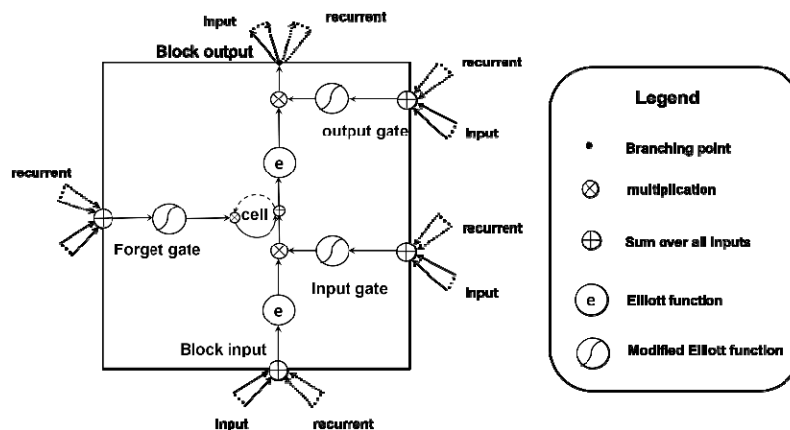 Input
recurrent
Block output
recurrent
output gate
Input
recurrent
cell
Forget gate
recurrent
Input gate
Input
e
e
Block input
Input
recurrent
Legend
Branching point
multiplication
Sum over all inputs
e
Elliott function
Modified Elliott function